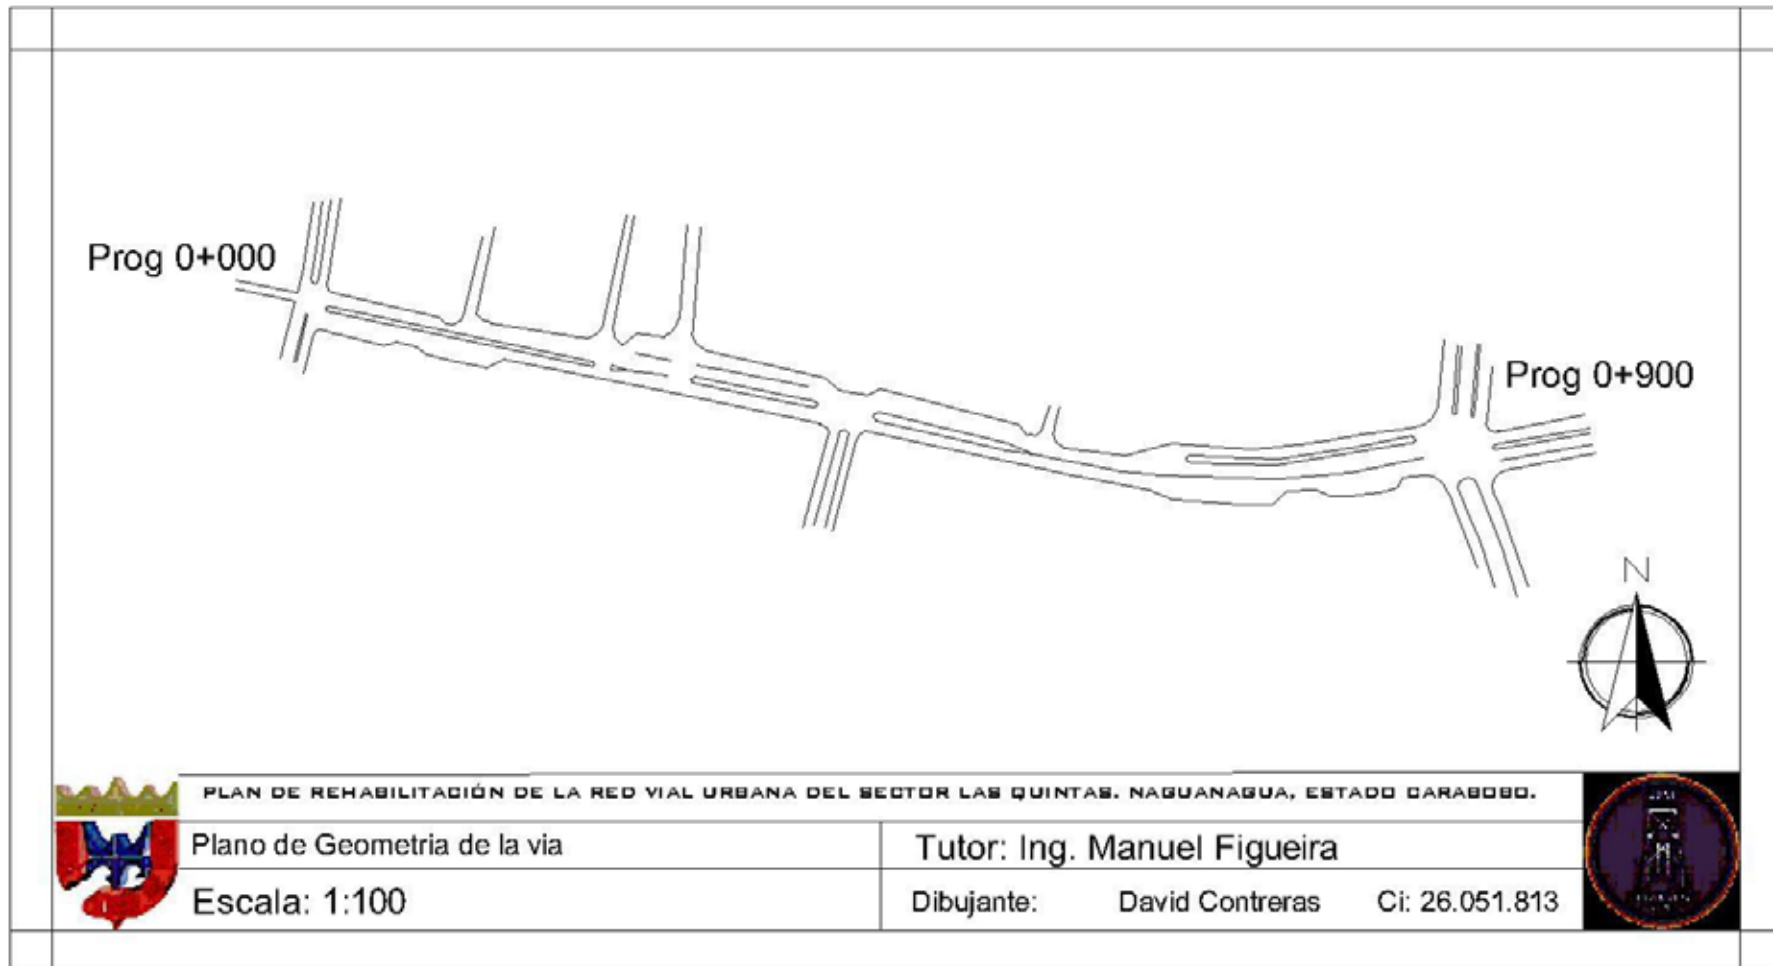 Prog 0+000
Prog 0+900
N
PLAN DE REHABILITACIÓN DE LA RED VIAL URBANA DEL SECTOR LAS QUINTAS. NAGUANAGUA, ESTADO CARABOBO.
Plano de Geometria de la via
Tutor: Ing. Manuel Figueira
Escala: 1:100
Dibujante: David Contreras Ci: 26.051.813